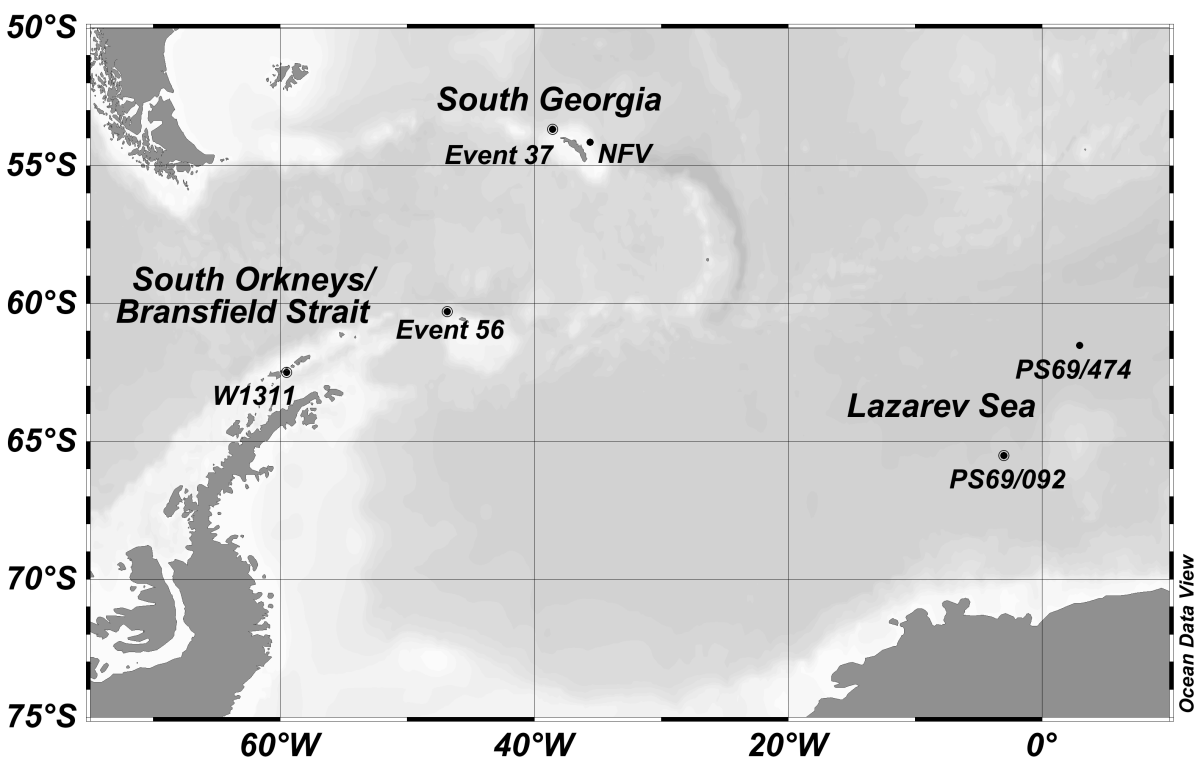 50°S
55°S
60°S
65°S
70°S
75°S
South Georgia
Event 37
NFV
South Orkneys/
Bransfield Strait
Event 56
W1311
PS69/474
Lazarev Sea
PS69/092
60°W
40°W
20°W
0°
Ocean Data View